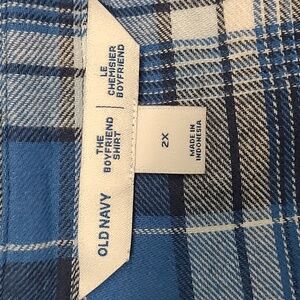 OLD NAVY
THE
BOYFRIEND
SHIRT
LE
CHEMISIER
BOYFRIEND
2X
MADE IN
INDONESIA